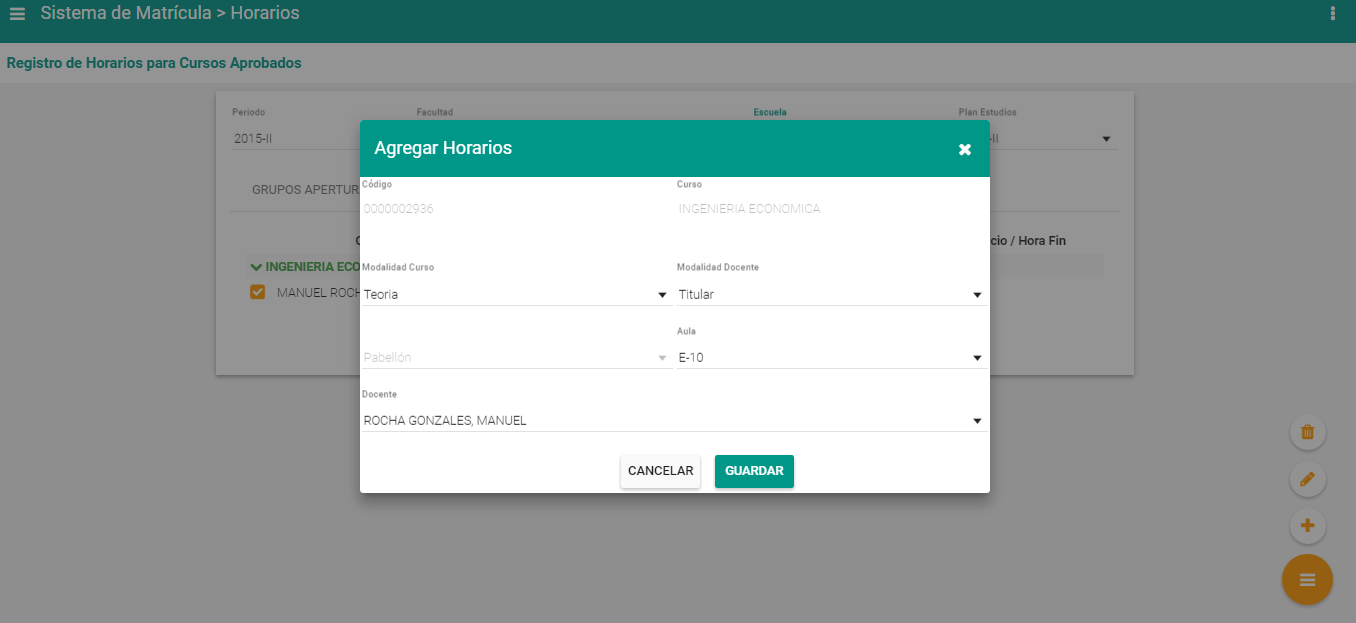 Sistema de Matrícula > Horarios
Registro de Horarios para Cursos Aprobados
Periodo Facultad Escuela Plan Estudios
2015-II -II
Agregar Horarios
GRUPOS APERTUR
Código Curso
0000002936 INGENIERIA ECONOMICA
cio / Hora Fin
INGENIERIA ECO
Modalidad Curso Modalidad Docente
MANUEL ROCH
Teoria Titular
Aula
Pabellón E-10
Docente
ROCHA GONZALES, MANUEL
CANCELAR GUARDAR